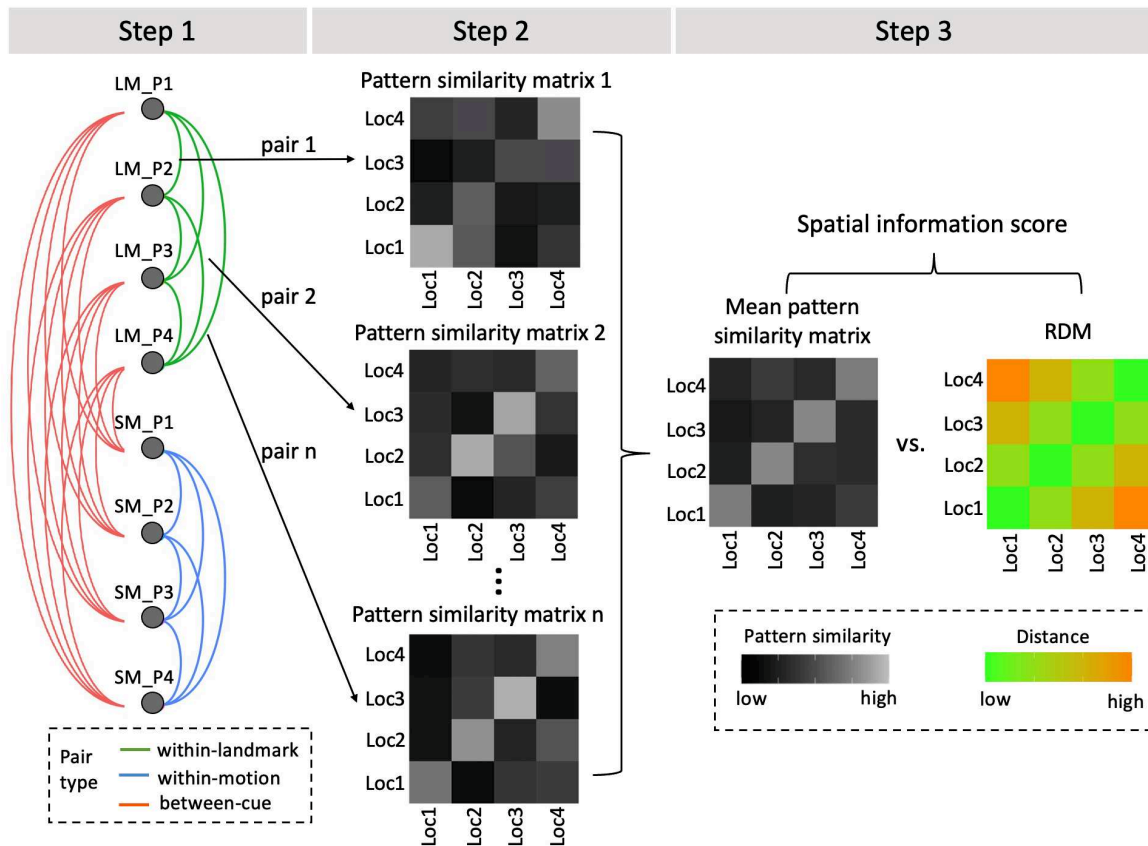 Step 1
Step 2
Step 3
LM_P1
LM_P2
LM_P3
LM_P4
SM_P1
SM_P2
SM_P3
SM_P4
Pair type
within-landmark
within-motion
between-cue
pair 1
pair 2
pair n
Pattern similarity matrix 1
Loc4
Loc3
Loc2
Loc1
Loc1 Loc2 Loc3 Loc4
Pattern similarity matrix 2
Loc4
Loc3
Loc2
Loc1
Loc1 Loc2 Loc3 Loc4
...
Pattern similarity matrix n
Loc4
Loc3
Loc2
Loc1
Loc1 Loc2 Loc3 Loc4
Spatial information score
Mean pattern
similarity matrix
Loc4
Loc3
Loc2
Loc1
Loc1 Loc2 Loc3 Loc4
vs.
RDM
Loc4
Loc3
Loc2
Loc1
Loc1 Loc2 Loc3 Loc4
Pattern similarity
low high
Distance
low high